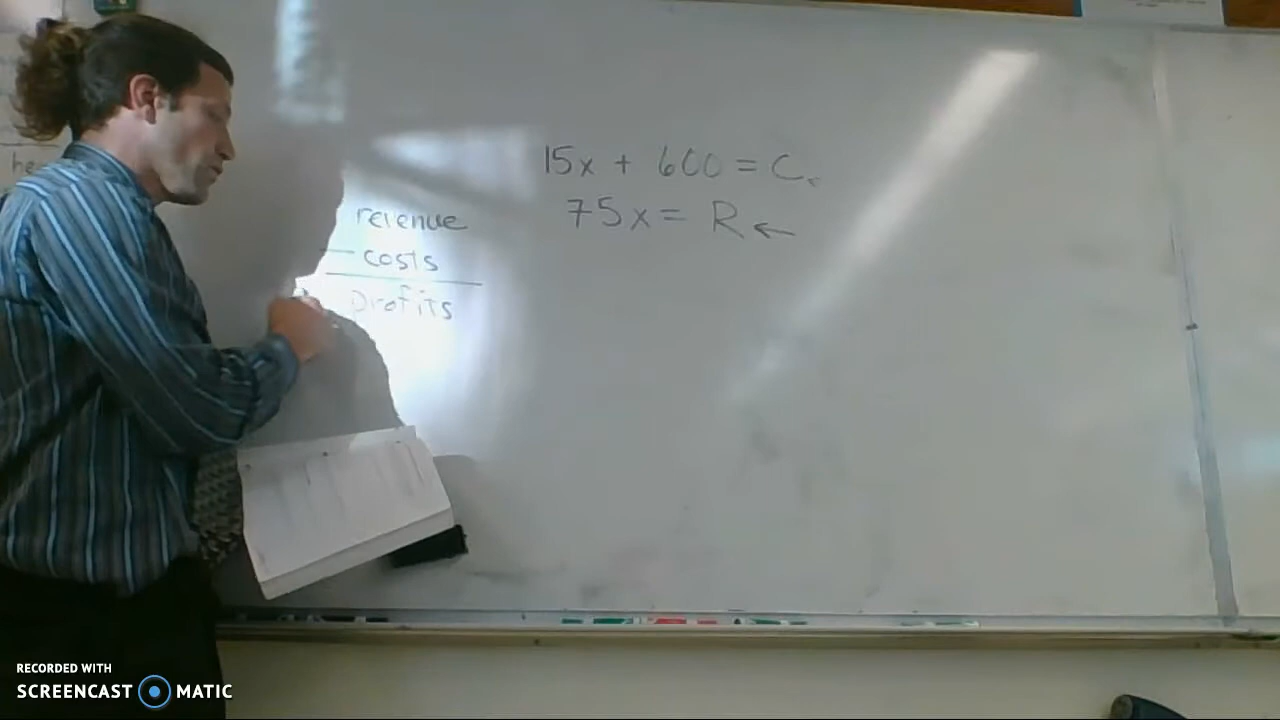 15x + 600 = C
75x = R ←
revenue
- costs
profits
RECORDED WITH
SCREENCAST MATIC